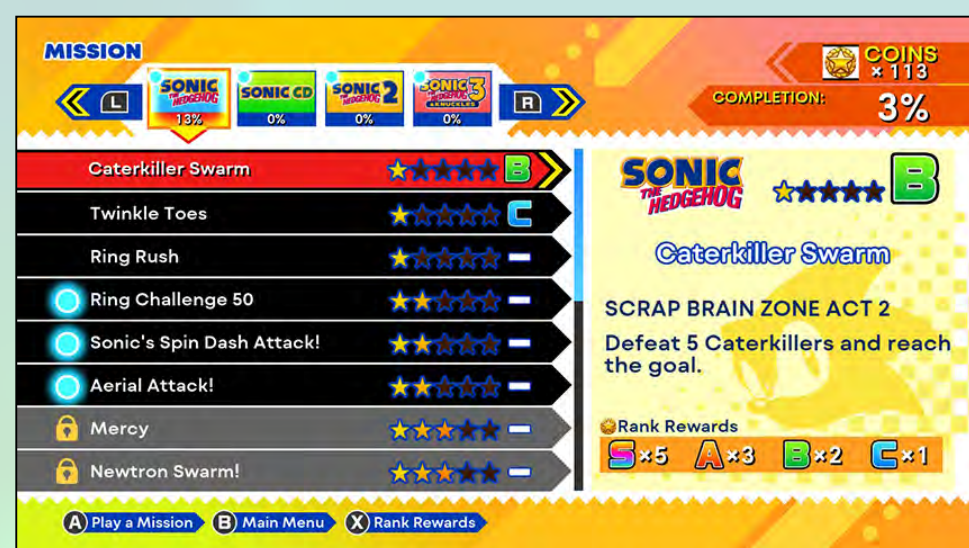 MISSION
COINS
× 113
COMPLETION: 3%
L
SONIC THE HEDGEHOG
13%
SONIC CD
0%
SONIC 2
THE HEDGEHOG
0%
SONIC 3
& KNUCKLES
0%
R
Caterkiller Swarm B
Twinkle Toes C
Ring Rush
Ring Challenge 50
Sonic's Spin Dash Attack!
Aerial Attack!
Mercy
Newtron Swarm!
SONIC
THE
HEDGEHOG
B
Caterkiller Swarm
SCRAP BRAIN ZONE ACT 2
Defeat 5 Caterkillers and reach
the goal.
Rank Rewards
S×5 A×3 B×2 C×1
A Play a Mission B Main Menu X Rank Rewards